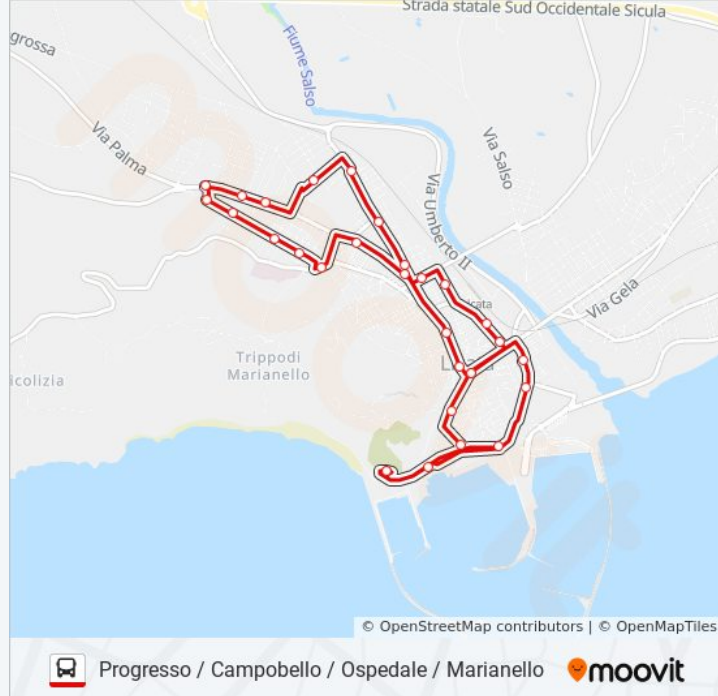 Strada statale Sud Occidentale Sicula
grossa
Fiume Salso
Via Palma
Via Salso
Via Umberto II
Via Gela
icata
Trippodi
Marianello
icolizia
© OpenStreetMap contributors | © OpenMapTiles
Progresso / Campobello / Ospedale / Marianello
moovit